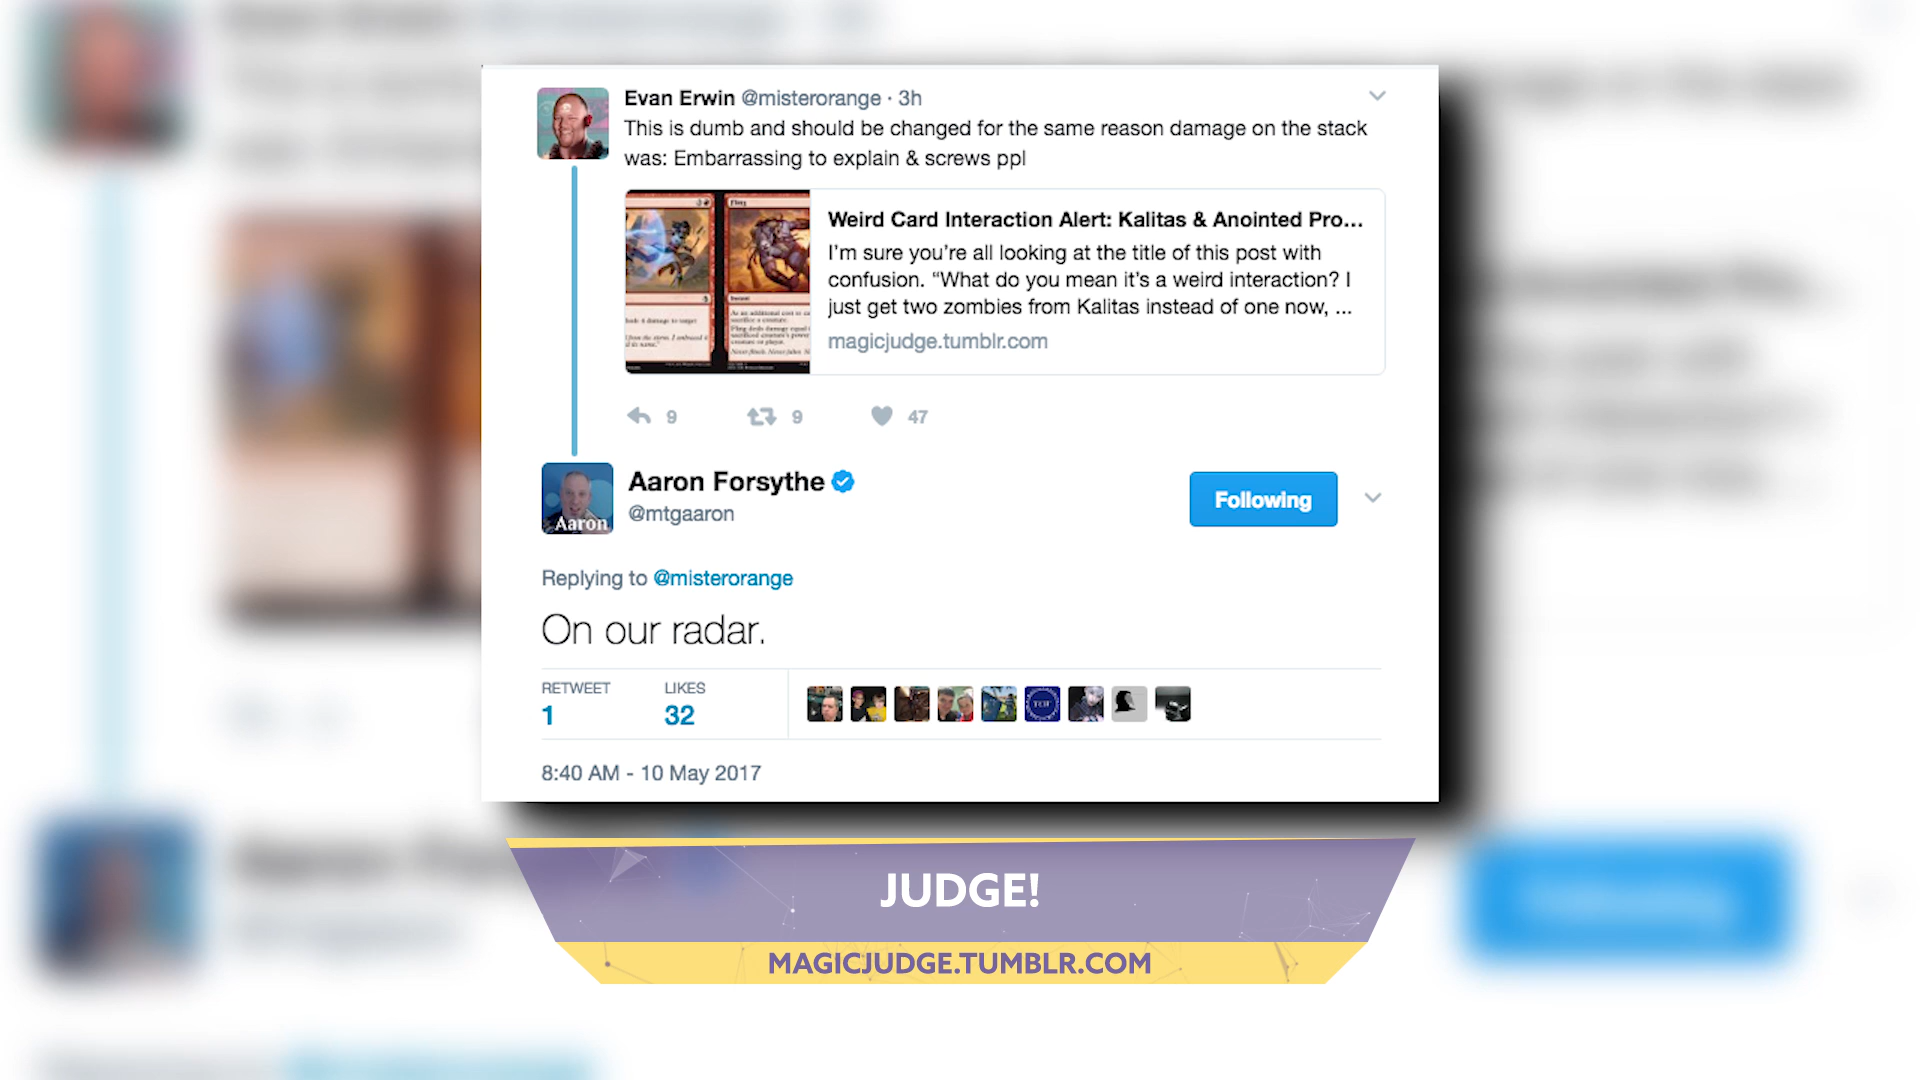 Evan Erwin @misterorange · 3h
This is dumb and should be changed for the same reason damage on the stack
was: Embarrassing to explain & screws ppl
Fling
Weird Card Interaction Alert: Kalitas & Anointed Pro...
I'm sure you're all looking at the title of this post with
confusion. “What do you mean it's a weird interaction? I
just get two zombies from Kalitas instead of one now, ...
magicjudge.tumblr.com
9 9 47
Aaron Forsythe
@mtgaaron
Aaron
Following
Replying to @misterorange
On our radar.
RETWEET LIKES
1 32
TDT
8:40 AM - 10 May 2017
JUDGE!
MAGICJUDGE.TUMBLR.COM